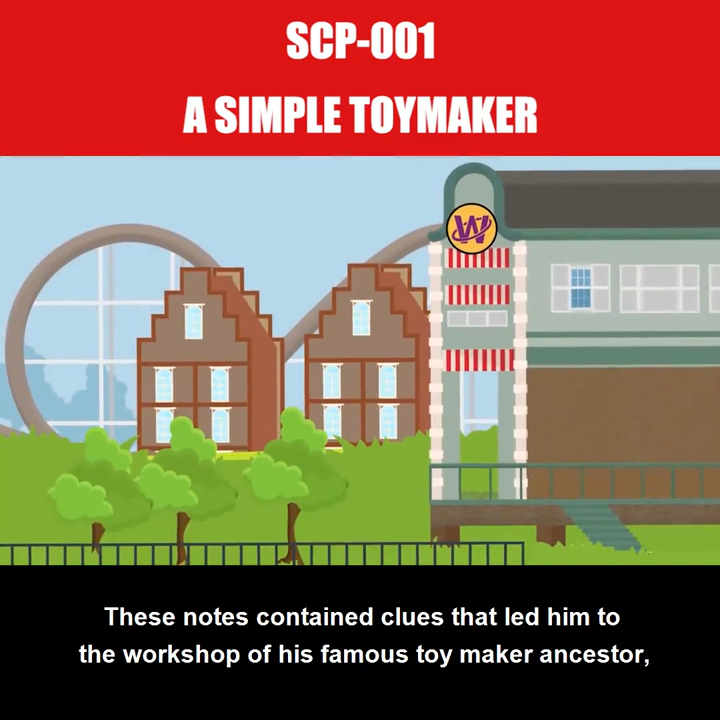 SCP-001
A SIMPLE TOYMAKER
W
These notes contained clues that led him to
the workshop of his famous toy maker ancestor,